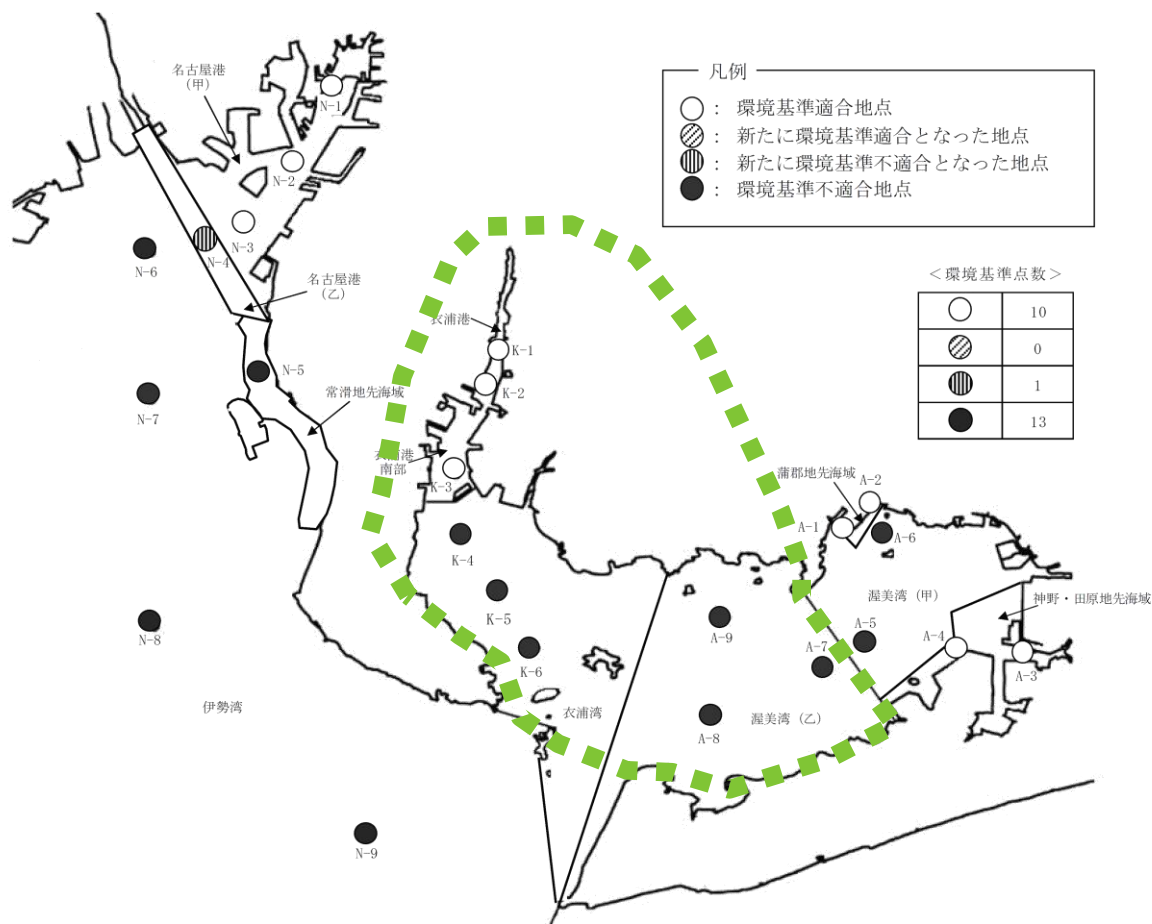 名古屋港
(甲)
N-1
N-2
N-3
N-4
N-6
名古屋港
(乙)
N-5
N-7
常滑地先海域
N-8
伊勢湾
N-9
凡例
: 環境基準適合地点
: 新たに環境基準適合となった地点
: 新たに環境基準不適合となった地点
: 環境基準不適合地点
<環境基準点数>
10
0
1
13
衣浦港
K-1
K-2
衣浦港
南部
K-3
K-4
K-5
K-6
衣浦湾
蒲郡地先海域
A-2
A-1
A-6
渥美湾(甲)
神野・田原地先海域
A-9
A-5
A-4
A-7
A-3
A-8
渥美湾(乙)